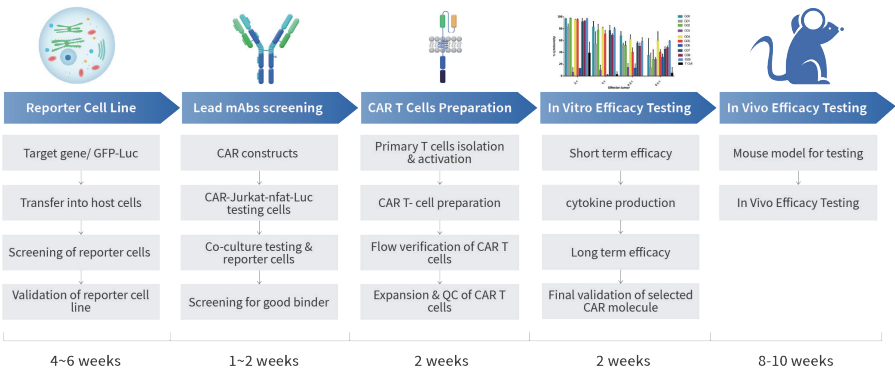 Reporter Cell Line
Lead mAbs screening
CAR T Cells Preparation
In Vitro Efficacy Testing
In Vivo Efficacy Testing
Target gene/ GFP-Luc
Transfer into host cells
Screening of reporter cells
Validation of reporter cell
line
CAR constructs
CAR-Jurkat-nfat-Luc
testing cells
Co-culture testing &
reporter cells
Screening for good binder
Primary T cells isolation
& activation
CAR T- cell preparation
Flow verification of CAR T
cells
Expansion & QC of CAR T
cells
Short term efficacy
cytokine production
Long term efficacy
Final validation of selected
CAR molecule
Mouse model for testing
In Vivo Efficacy Testing
4~6 weeks
1~2 weeks
2 weeks
2 weeks
8-10 weeks